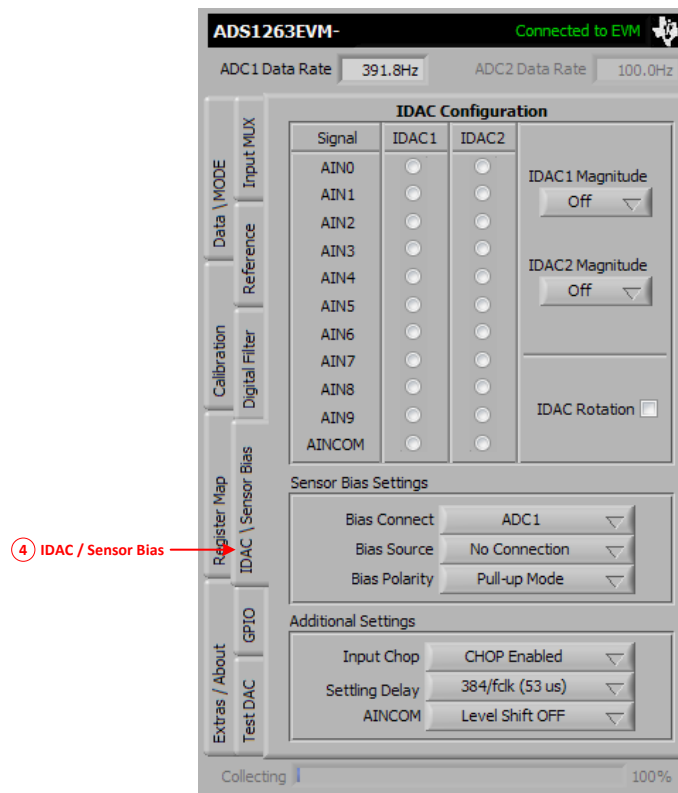 ADS1263EVM-
Connected to EVM
ADC1 Data Rate 391.8Hz ADC2 Data Rate 100.0Hz
Data \ MODE
Calibration
Register Map
Extras / About
Input MUX
Reference
Digital Filter
IDAC \ Sensor Bias
GPIO
Test DAC
IDAC Configuration
Signal IDAC1 IDAC2
AIN0
AIN1
AIN2
AIN3
AIN4
AIN5
AIN6
AIN7
AIN8
AIN9
AINCOM
IDAC1 Magnitude
Off
IDAC2 Magnitude
Off
IDAC Rotation
Sensor Bias Settings
Bias Connect ADC1
Bias Source No Connection
Bias Polarity Pull-up Mode
Additional Settings
Input Chop CHOP Enabled
Settling Delay 384/fclk (53 us)
AINCOM Level Shift OFF
Collecting 100%
4 IDAC / Sensor Bias